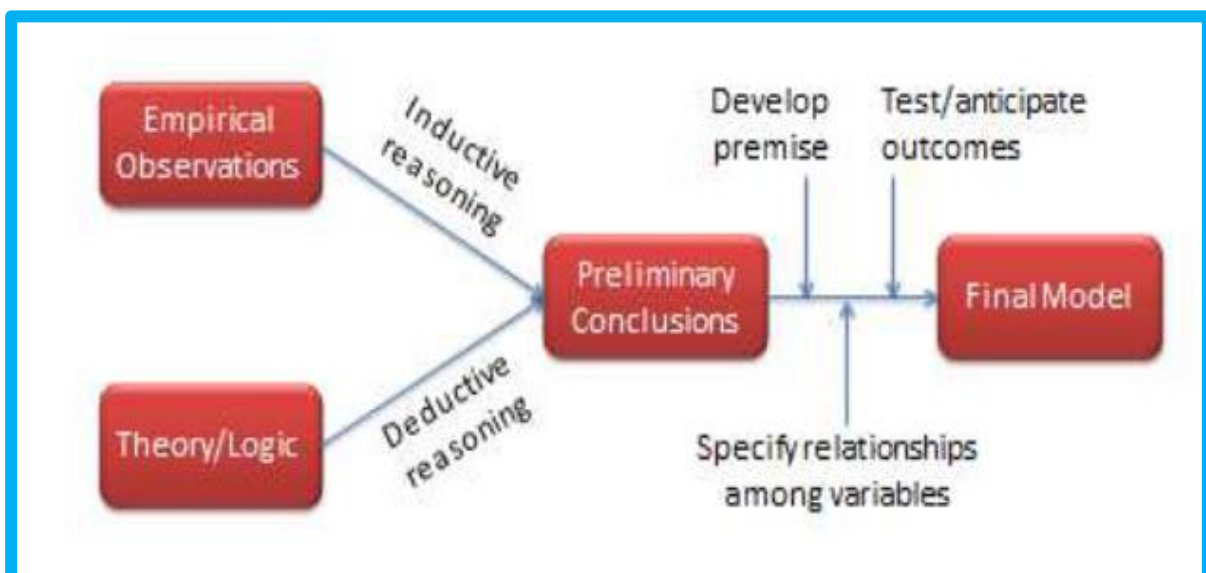 Empirical
Observations
Inductive
reasoning
Theory/Logic
Deductive
reasoning
Preliminary
Conclusions
Develop
premise
Test/anticipate
outcomes
Specify relationships
among variables
Final Model